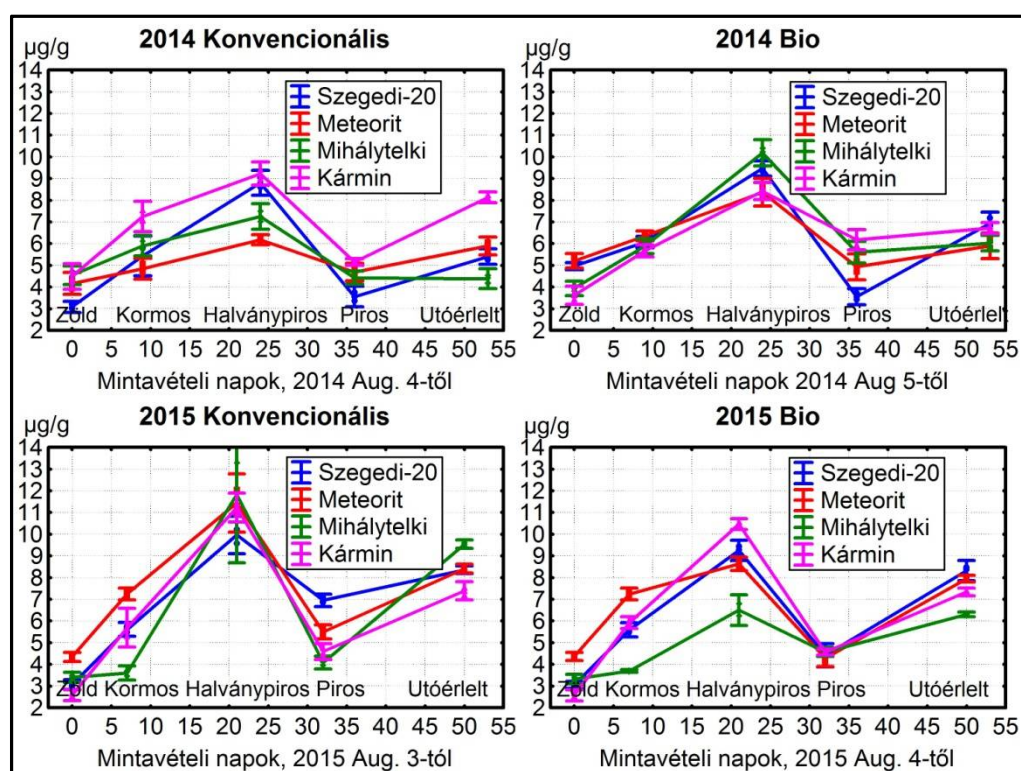 2014 Konvencionális
µg/g
14
13
12
11
10
9
8
7
6
5
4
3
2
Szegedi-20
Meteorit
Mihálytelki
Kármin
Zöld Kormos Halványpiros Piros Utóérlelt
0 5 10 15 20 25 30 35 40 45 50 55
Mintavételi napok, 2014 Aug. 4-től
2014 Bio
µg/g
14
13
12
11
10
9
8
7
6
5
4
3
2
Szegedi-20
Meteorit
Mihálytelki
Kármin
Zöld Kormos Halványpiros Piros Utóérlelt
0 5 10 15 20 25 30 35 40 45 50 55
Mintavételi napok 2014 Aug 5-től
2015 Konvencionális
µg/g
14
13
12
11
10
9
8
7
6
5
4
3
2
Szegedi-20
Meteorit
Mihálytelki
Kármin
Zöld Kormos Halványpiros Piros Utóérlelt
0 5 10 15 20 25 30 35 40 45 50 55
Mintavételi napok, 2015 Aug. 3-tól
2015 Bio
µg/g
14
13
12
11
10
9
8
7
6
5
4
3
2
Szegedi-20
Meteorit
Mihálytelki
Kármin
Zöld Kormos Halványpiros Piros Utóérlelt
0 5 10 15 20 25 30 35 40 45 50 55
Mintavételi napok, 2015 Aug. 4-től